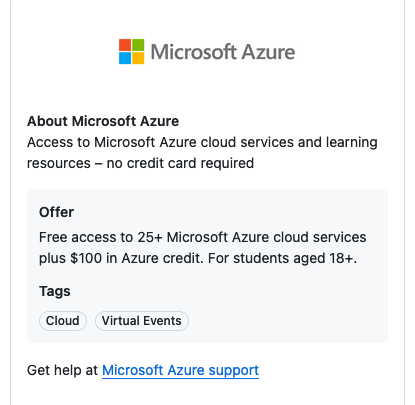 Microsoft Azure
About Microsoft Azure
Access to Microsoft Azure cloud services and learning
resources – no credit card required
Offer
Free access to 25+ Microsoft Azure cloud services
plus $100 in Azure credit. For students aged 18+.
Tags
Cloud Virtual Events
Get help at Microsoft Azure support